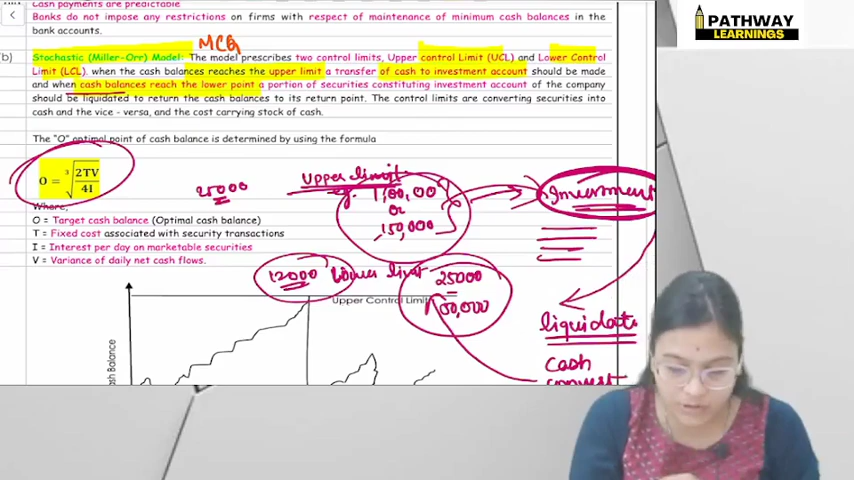 Cash payments are predictable
Banks do not impose any restrictions on firms with respect of maintenance of minimum cash balances in the
bank accounts.
PATHWAY
LEARNINGS
MCQ
(b) Stochastic (Miller-Orr) Model: The model prescribes two control limits, Upper control Limit (UCL) and Lower Control
Limit (LCL). when the cash balances reaches the upper limit a transfer of cash to investment account should be made
and when cash balances reach the lower point a portion of securities constituting investment account of the company
should be liquidated to return the cash balances to its return point. The control limits are converting securities into
cash and the vice - versa, and the cost carrying stock of cash.
The "O" optimal point of cash balance is determined by using the formula
O = ∛(2TV/4I)
25000
Upper limit
eg. 1,00,00
or
150,000
Investment
Where,
O = Target cash balance (Optimal cash balance)
T = Fixed cost associated with security transactions
I = Interest per day on marketable securities
V = Variance of daily net cash flows.
12000 Lower limit 25000
Upper Control Limit
liquidate
cash
convert
Cash Balance